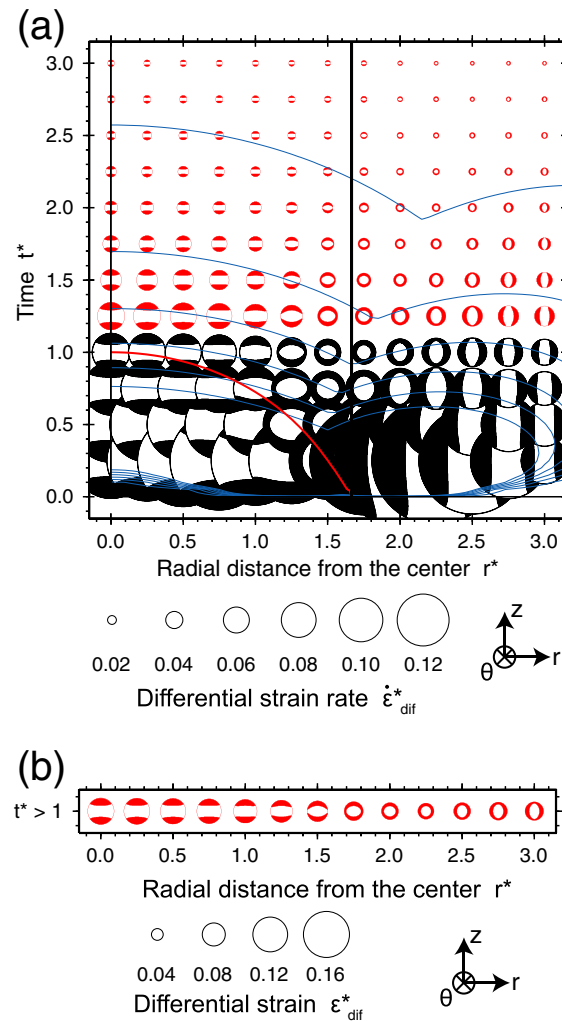 (a)
3.0
2.5
2.0
1.5
1.0
0.5
0.0
Time t*
0.0 0.5 1.0 1.5 2.0 2.5 3.0
Radial distance from the center r*
0.02 0.04 0.06 0.08 0.10 0.12
Differential strain rate ε̇*dif
z
θ r
(b)
t* > 1
0.0 0.5 1.0 1.5 2.0 2.5 3.0
Radial distance from the center r*
0.04 0.08 0.12 0.16
Differential strain ε*dif
z
θ r